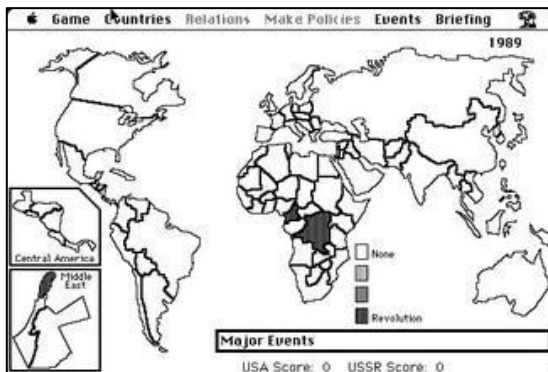 Game Countries Relations Make Policies Events Briefing
1989
Central America
Middle
East
None
Revolution
Major Events
USA Score: 0 USSR Score: 0